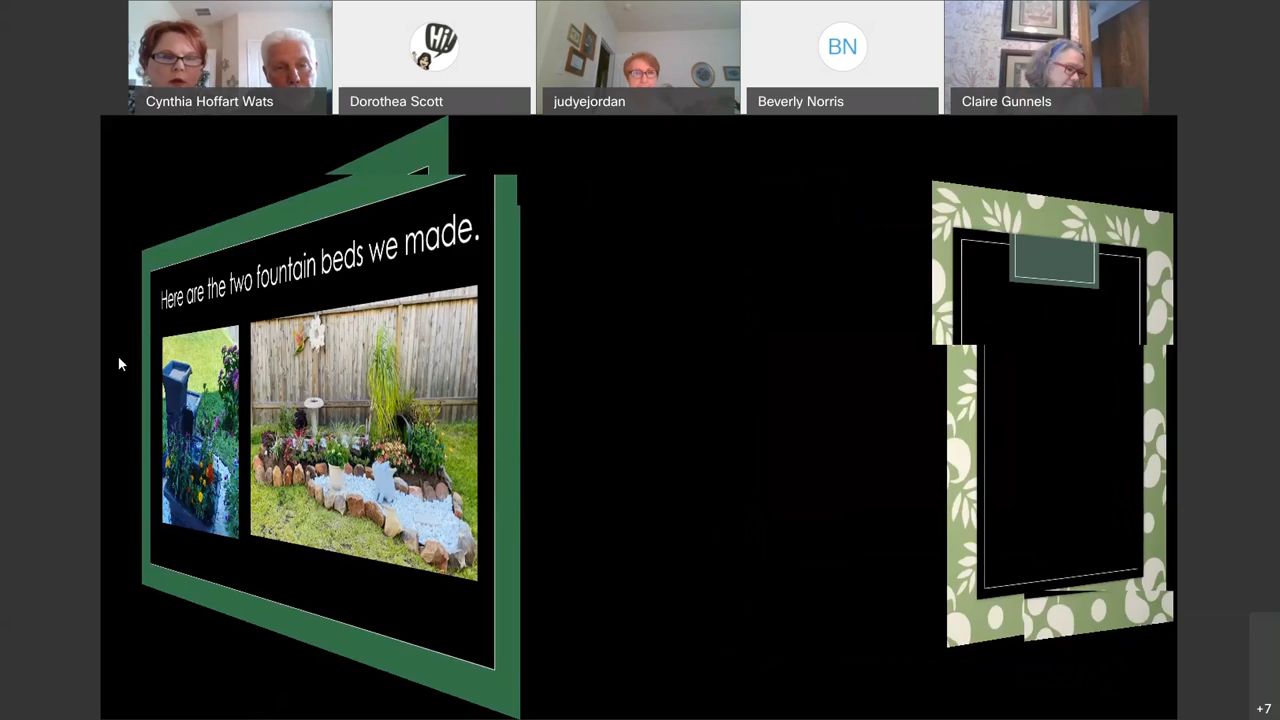 Hi!
BN
Cynthia Hoffart Wats
Dorothea Scott
judyejordan
Beverly Norris
Claire Gunnels
Here are the two fountain beds we made.
+7